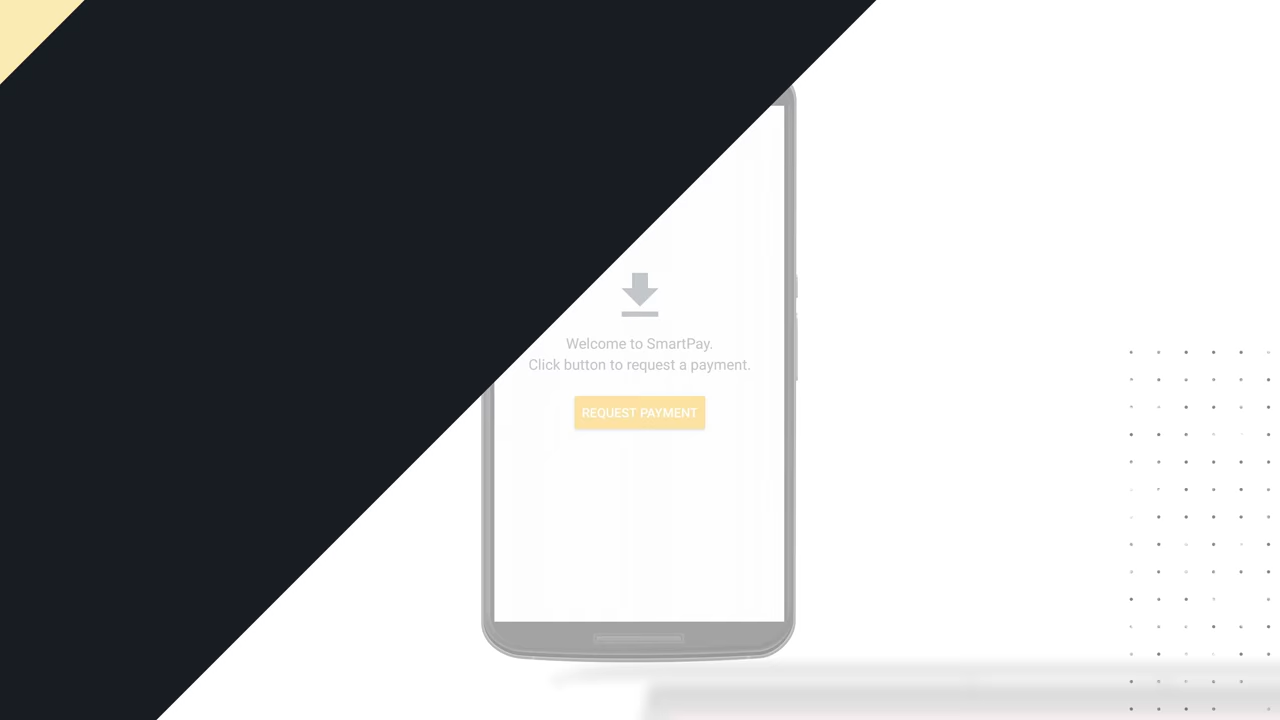 Welcome to SmartPay.
Click button to request a payment.
REQUEST PAYMENT